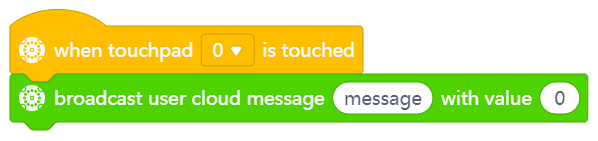 when touchpad 0 is touched
broadcast user cloud message message with value 0